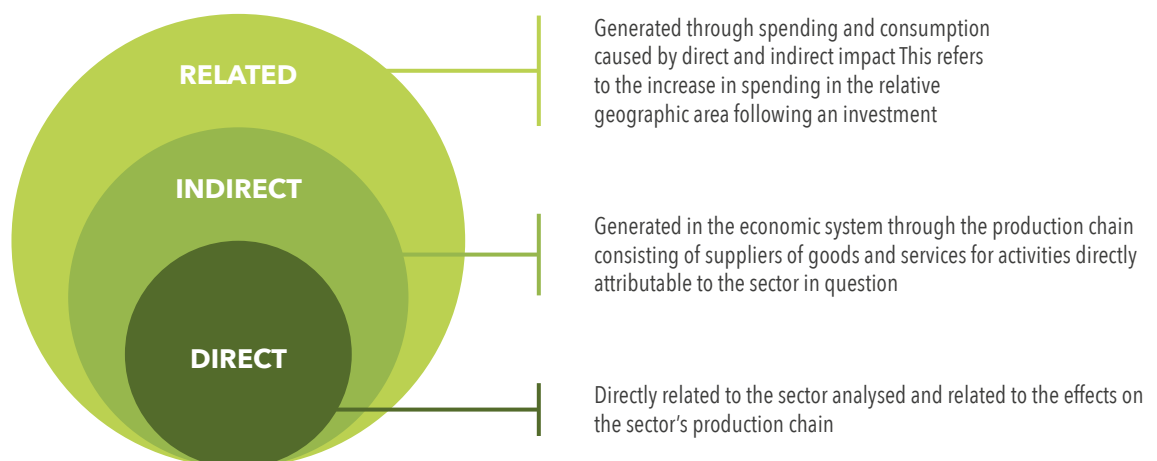 RELATED
Generated through spending and consumption
caused by direct and indirect impact This refers
to the increase in spending in the relative
geographic area following an investment
INDIRECT
Generated in the economic system through the production chain
consisting of suppliers of goods and services for activities directly
attributable to the sector in question
DIRECT
Directly related to the sector analysed and related to the effects on
the sector’s production chain